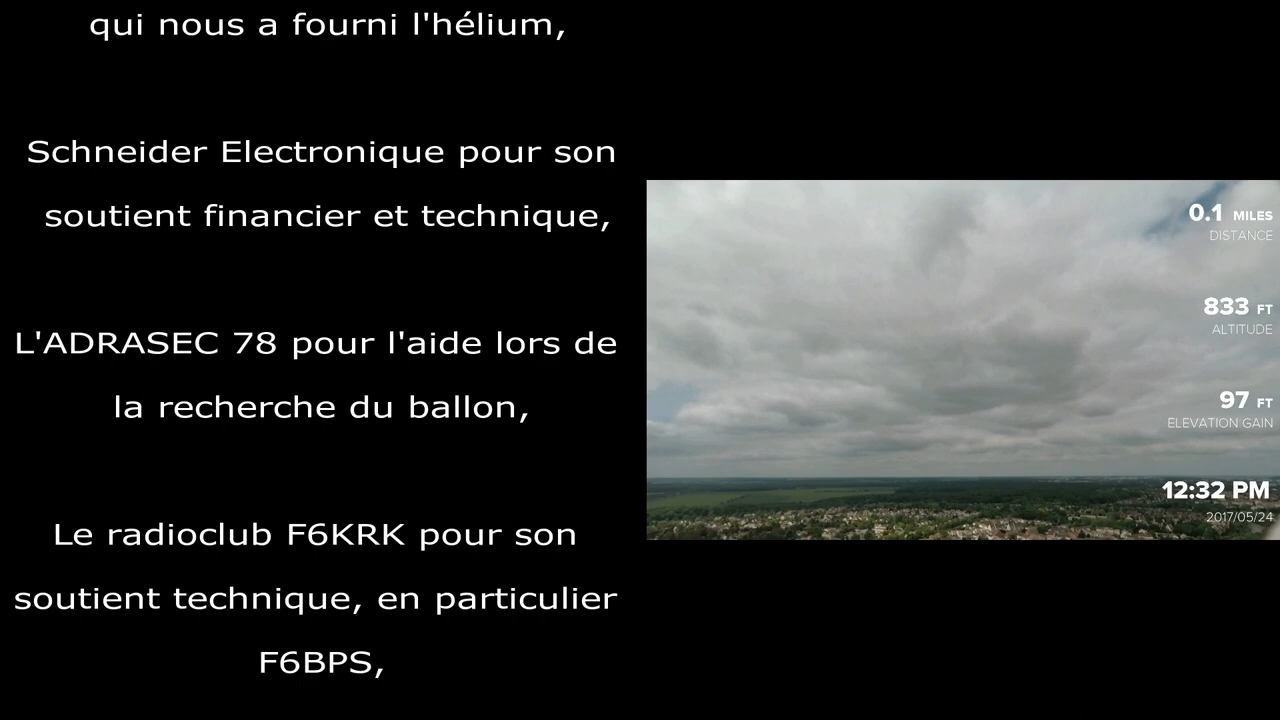 qui nous a fourni l'hélium,
Schneider Electronique pour son
soutient financier et technique,
L'ADRASEC 78 pour l'aide lors de
la recherche du ballon,
Le radioclub F6KRK pour son
soutient technique, en particulier
F6BPS,
0.1 MILES
DISTANCE
833 FT
ALTITUDE
97 FT
ELEVATION GAIN
12:32 PM
2017/05/24